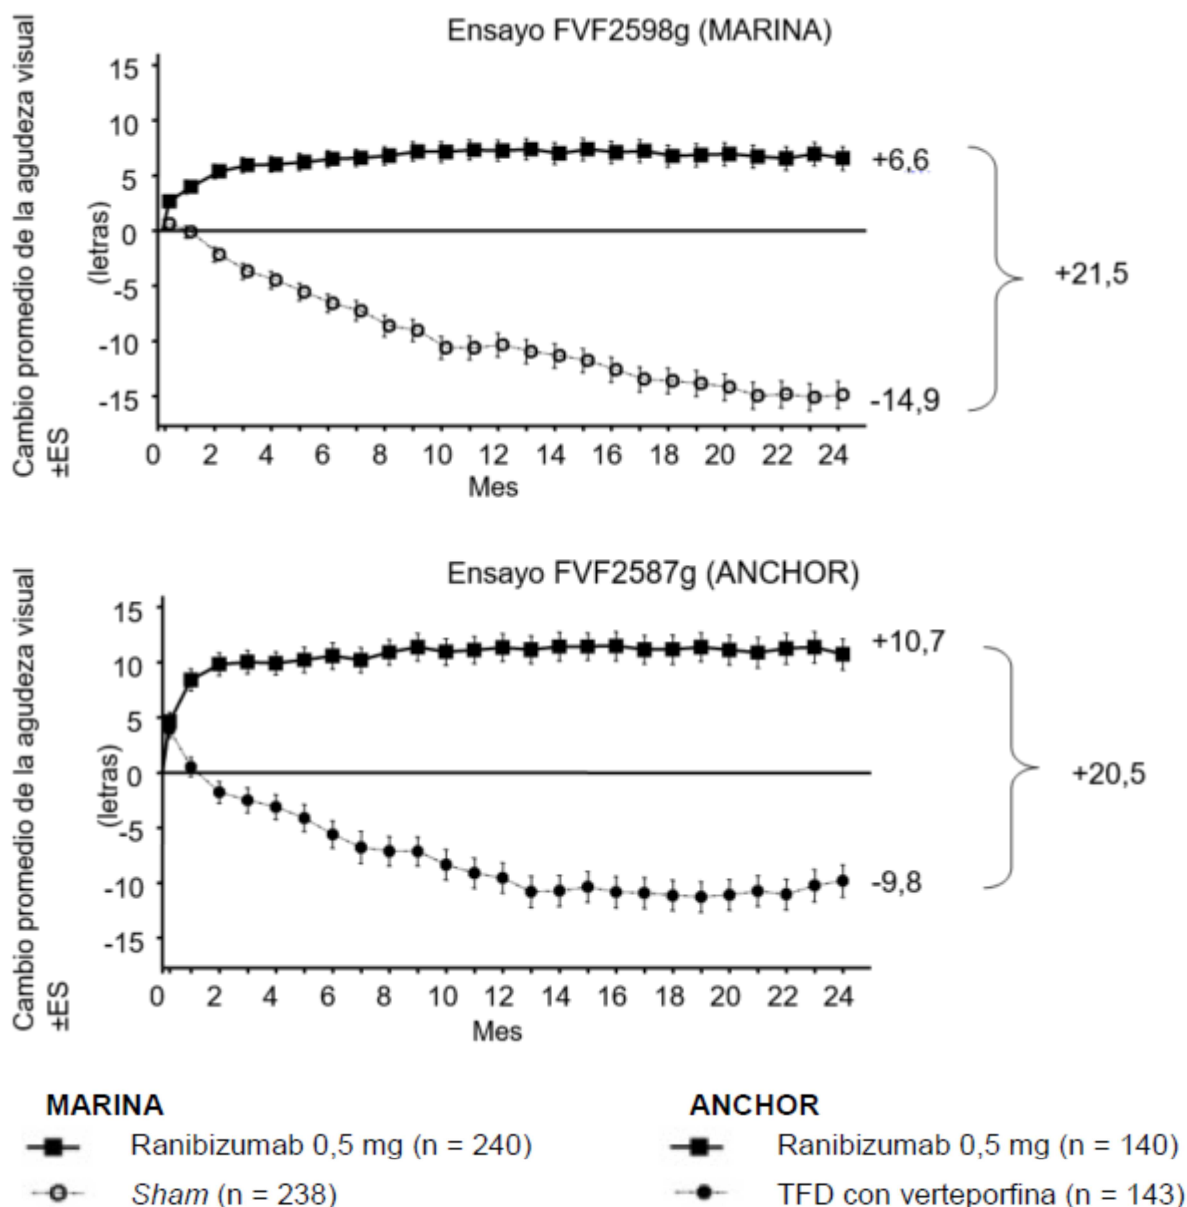 Ensayo FVF2598g (MARINA)
Cambio promedio de la agudeza visual
±ES
(letras)
15
10
5
0
-5
-10
-15
+6,6
-14,9
+21,5
0 2 4 6 8 10 12 14 16 18 20 22 24
Mes
Ensayo FVF2587g (ANCHOR)
Cambio promedio de la agudeza visual
±ES
(letras)
15
10
5
0
-5
-10
-15
+10,7
-9,8
+20,5
0 2 4 6 8 10 12 14 16 18 20 22 24
Mes
MARINA
Ranibizumab 0,5 mg (n = 240)
Sham (n = 238)
ANCHOR
Ranibizumab 0,5 mg (n = 140)
TFD con verteporfina (n = 143)